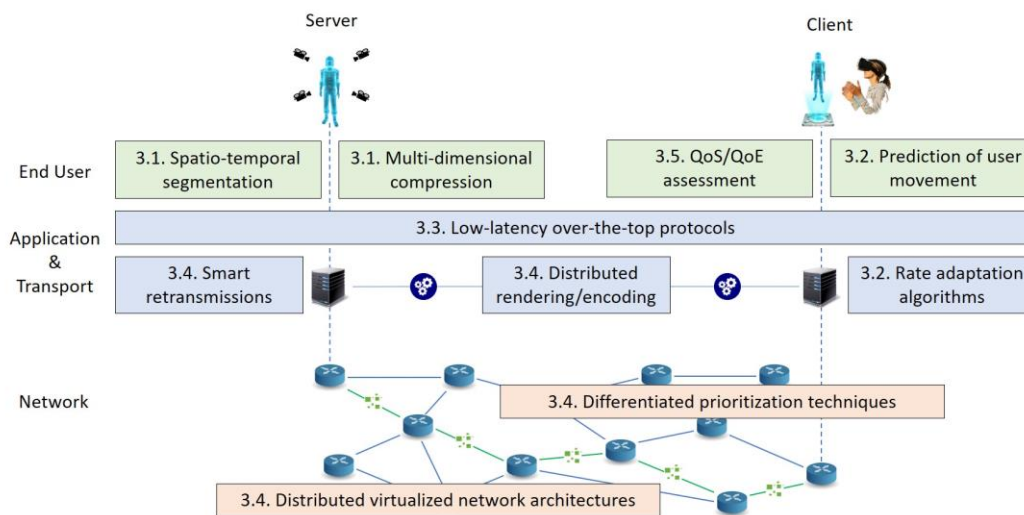 Server
Client
End User
3.1. Spatio-temporal
segmentation
3.1. Multi-dimensional
compression
3.5. QoS/QoE
assessment
3.2. Prediction of user
movement
Application
&
Transport
3.3. Low-latency over-the-top protocols
3.4. Smart
retransmissions
3.4. Distributed
rendering/encoding
3.2. Rate adaptation
algorithms
Network
3.4. Differentiated prioritization techniques
3.4. Distributed virtualized network architectures